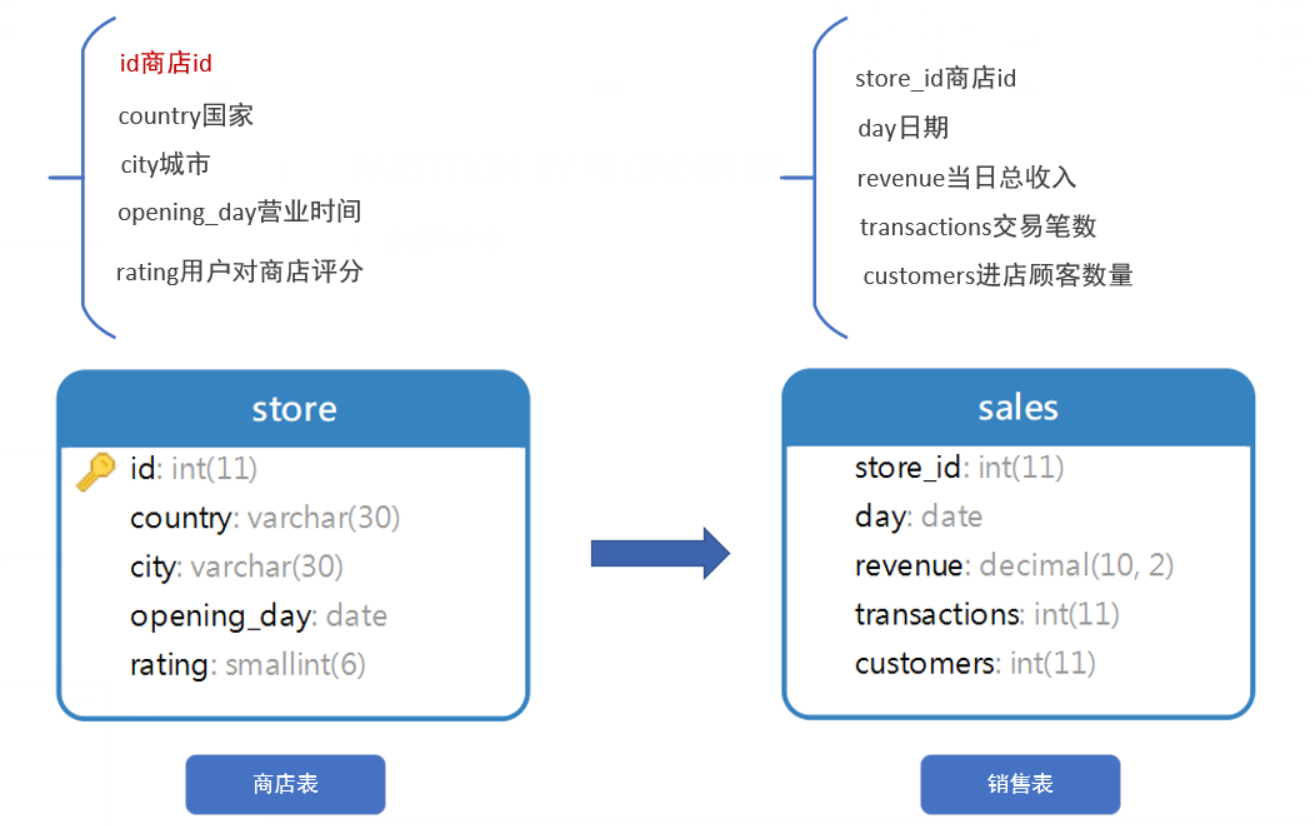 id商店id
country国家
city城市
opening_day营业时间
rating用户对商店评分
store_id商店id
day日期
revenue当日总收入
transactions交易笔数
customers进店顾客数量
store
id: int(11)
country: varchar(30)
city: varchar(30)
opening_day: date
rating: smallint(6)
商店表
sales
store_id: int(11)
day: date
revenue: decimal(10, 2)
transactions: int(11)
customers: int(11)
销售表